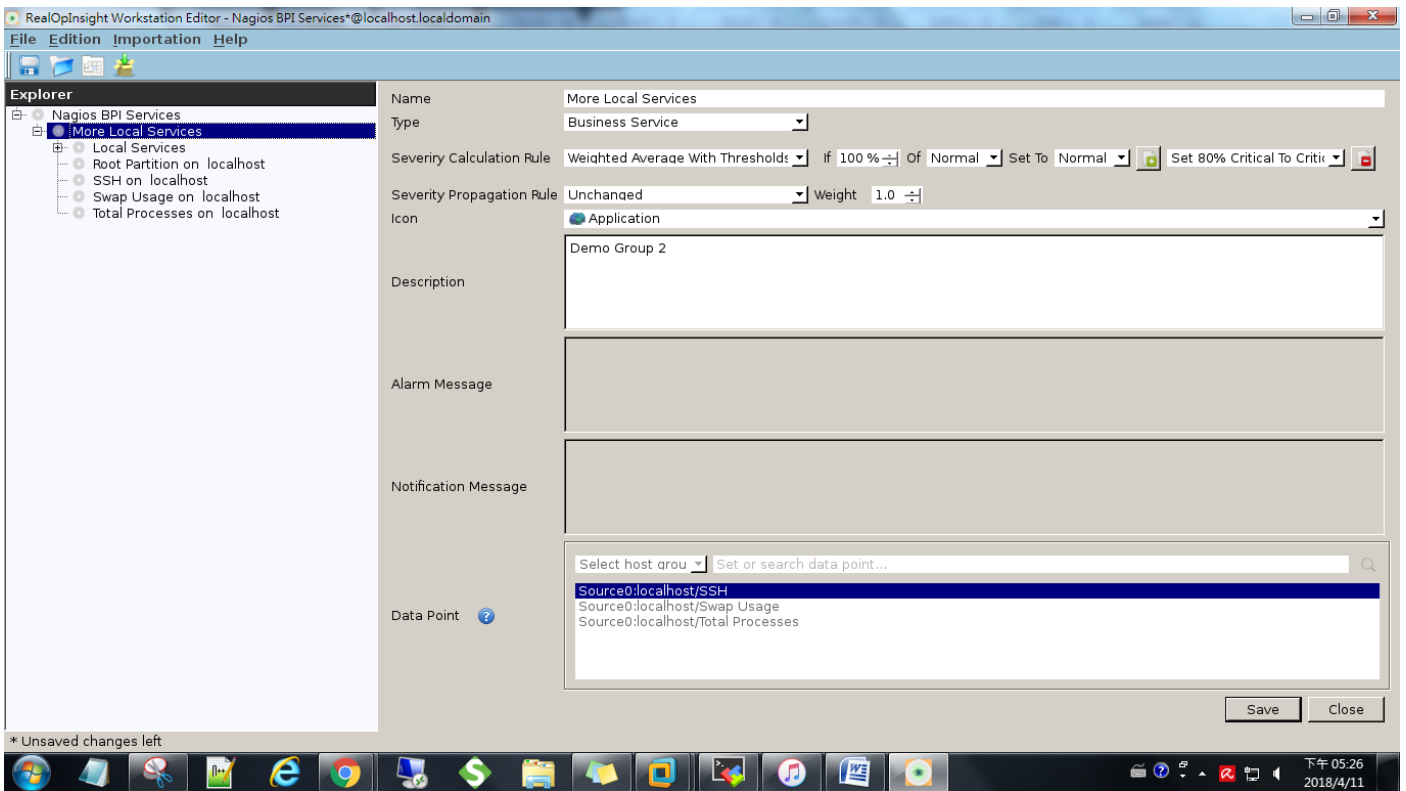 RealOpInsight Workstation Editor - Nagios BPI Services*@localhost.localdomain
File Edition Importation Help
Explorer
Nagios BPI Services
More Local Services
Local Services
Root Partition on localhost
SSH on localhost
Swap Usage on localhost
Total Processes on localhost
Name More Local Services
Type Business Service
Severiry Calculation Rule Weighted Average With Thresholds If 100 % Of Normal Set To Normal Set 80% Critical To Critic
Severity Propagation Rule Unchanged Weight 1.0
Icon Application
Description Demo Group 2
Alarm Message
Notification Message
Select host grou Set or search data point...
Source0:localhost/SSH
Source0:localhost/Swap Usage
Source0:localhost/Total Processes
Data Point ?
Save Close
* Unsaved changes left
下午 05:26
2018/4/11